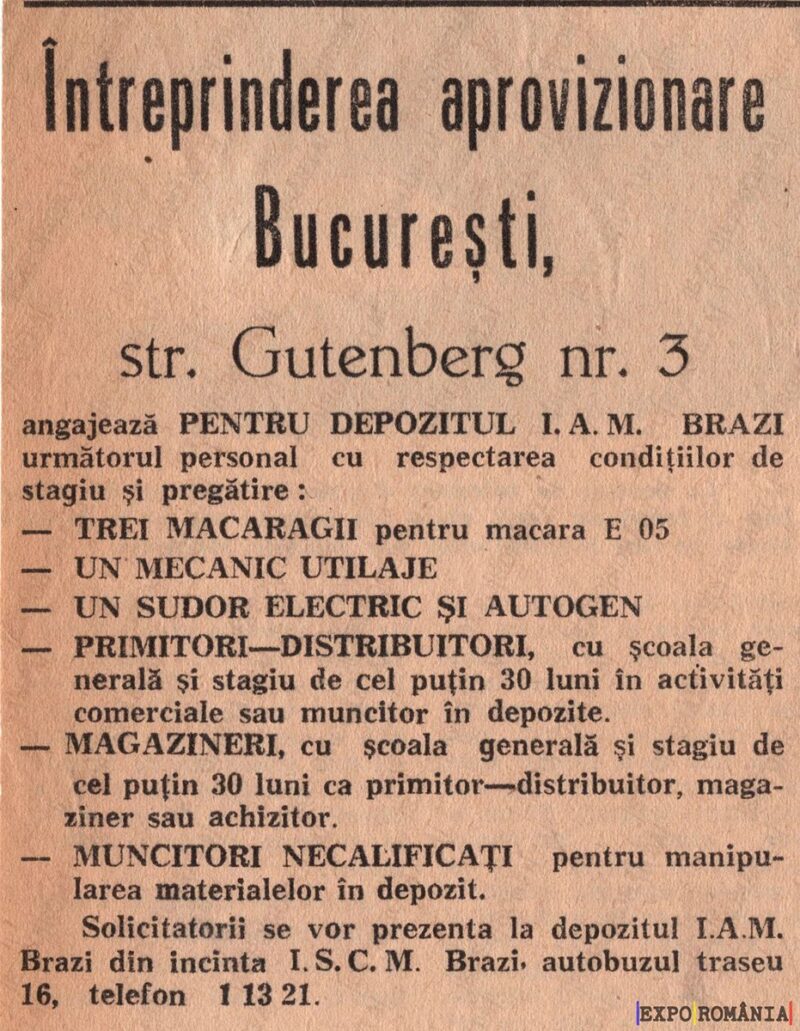 Întreprinderea aprovizionare
București,
str. Gutenberg nr. 3
angajează PENTRU DEPOZITUL I.A.M. BRAZI
următorul personal cu respectarea condițiilor de
stagiu și pregătire :
— TREI MACARAGII pentru macara E 05
— UN MECANIC UTILAJE
— UN SUDOR ELECTRIC ȘI AUTOGEN
— PRIMITORI—DISTRIBUITORI, cu școala ge-
nerală și stagiu de cel puțin 30 luni în activități
comerciale sau muncitor în depozite.
— MAGAZINERI, cu școala generală și stagiu de
cel puțin 30 luni ca primitor—distribuitor, maga-
ziner sau achizitor.
— MUNCITORI NECALIFICAȚI pentru manipu-
larea materialelor în depozit.
Solicitatorii se vor prezenta la depozitul I.A.M.
Brazi din incinta I.S.C.M. Brazi, autobuzul traseu
16, telefon 1 13 21.
EXPO ROMÂNIA